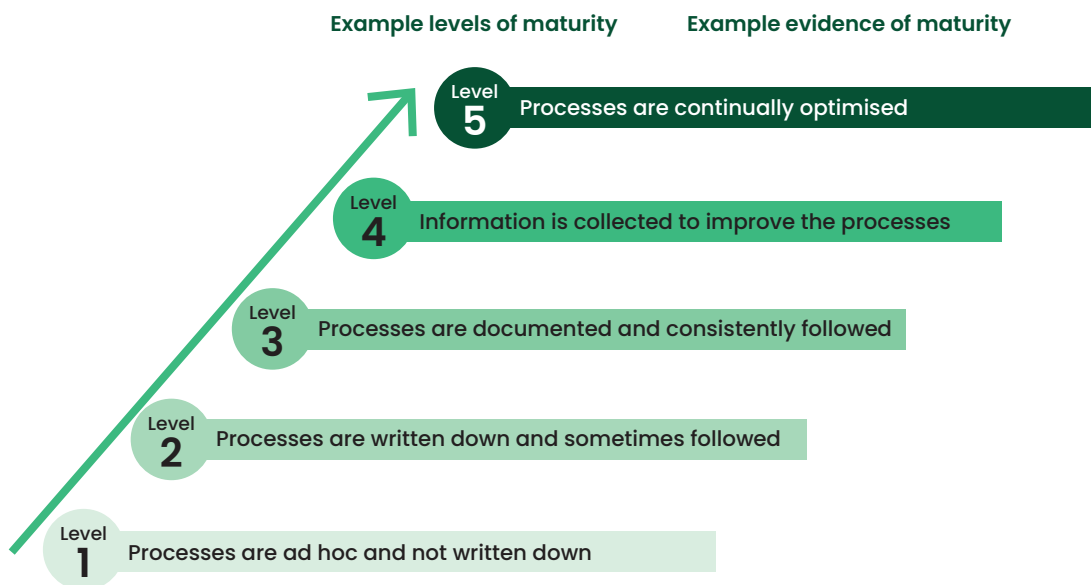 Example levels of maturity
Example evidence of maturity
Level
5
Processes are continually optimised
Level
4
Information is collected to improve the processes
Level
3
Processes are documented and consistently followed
Level
2
Processes are written down and sometimes followed
Level
1
Processes are ad hoc and not written down